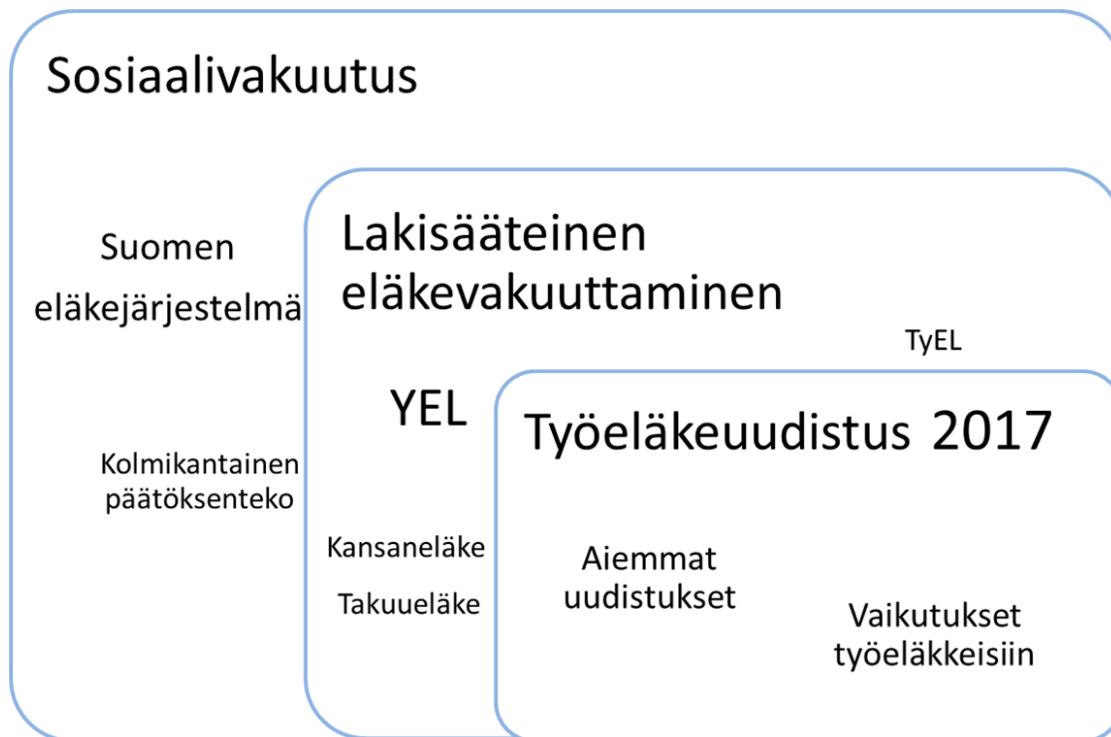 Sosiaalivakuutus
Suomen
eläkejärjestelmä
Kolmikantainen
päätöksenteko
Lakisääteinen
eläkevakuuttaminen
TyEL
YEL
Kansaneläke
Takuueläke
Työeläkeuudistus 2017
Aiemmat
uudistukset
Vaikutukset
työeläkkeisiin